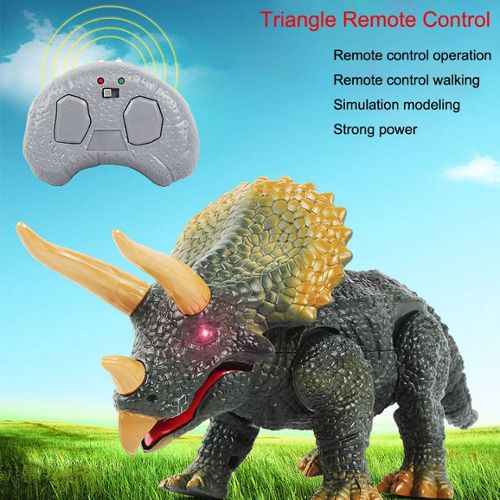 Triangle Remote Control
Remote control operation
Remote control walking
Simulation modeling
Strong power